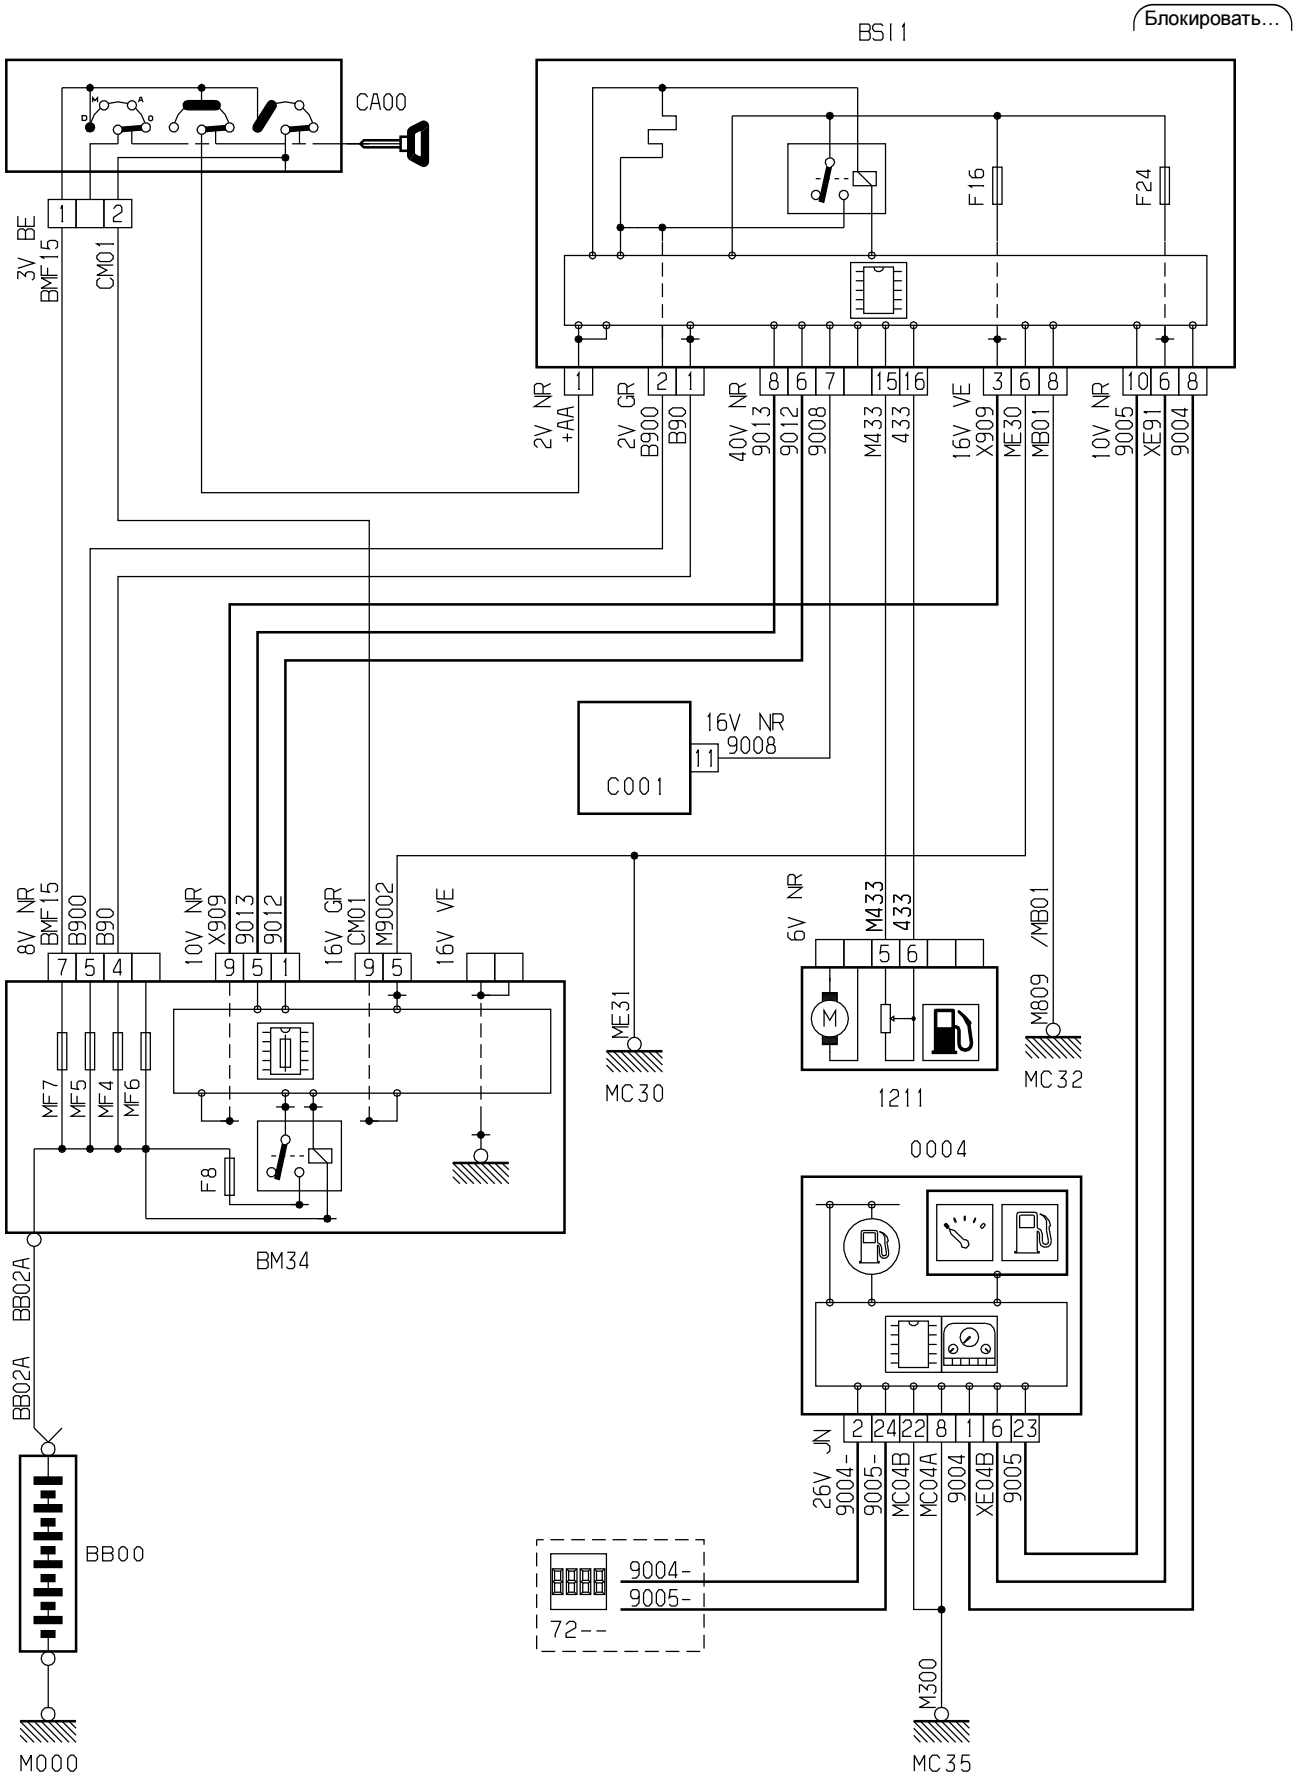 Блокировать...
BSI1
CA00
M
A
D
O
F16
F24
1
2
3V BE
BMF15
CM01
1
2
1
8
6
7
15
16
3
6
8
10
6
8
2V NR
+AA
2V GR
B900
B90
40V NR
9013
9012
9008
M433
433
16V VE
X909
ME30
MB01
10V NR
9005
XE91
9004
16V NR
9008
11
C001
8V NR
BMF15
B900
B90
10V NR
X909
9013
9012
16V GR
CM01
M9002
16V VE
7
5
4
9
5
1
9
5
6V NR
M433
433
5
6
M
1211
ME31
MC30
M809 /MB01
MC32
MF7
MF5
MF4
MF6
F8
BM34
0004
BB02A
BB02A
BB00
M000
2
24
22
8
1
6
23
26V JN
9004-
9005-
MC04B
MC04A
9004
XE04B
9005
9004-
9005-
72--
M300
MC35